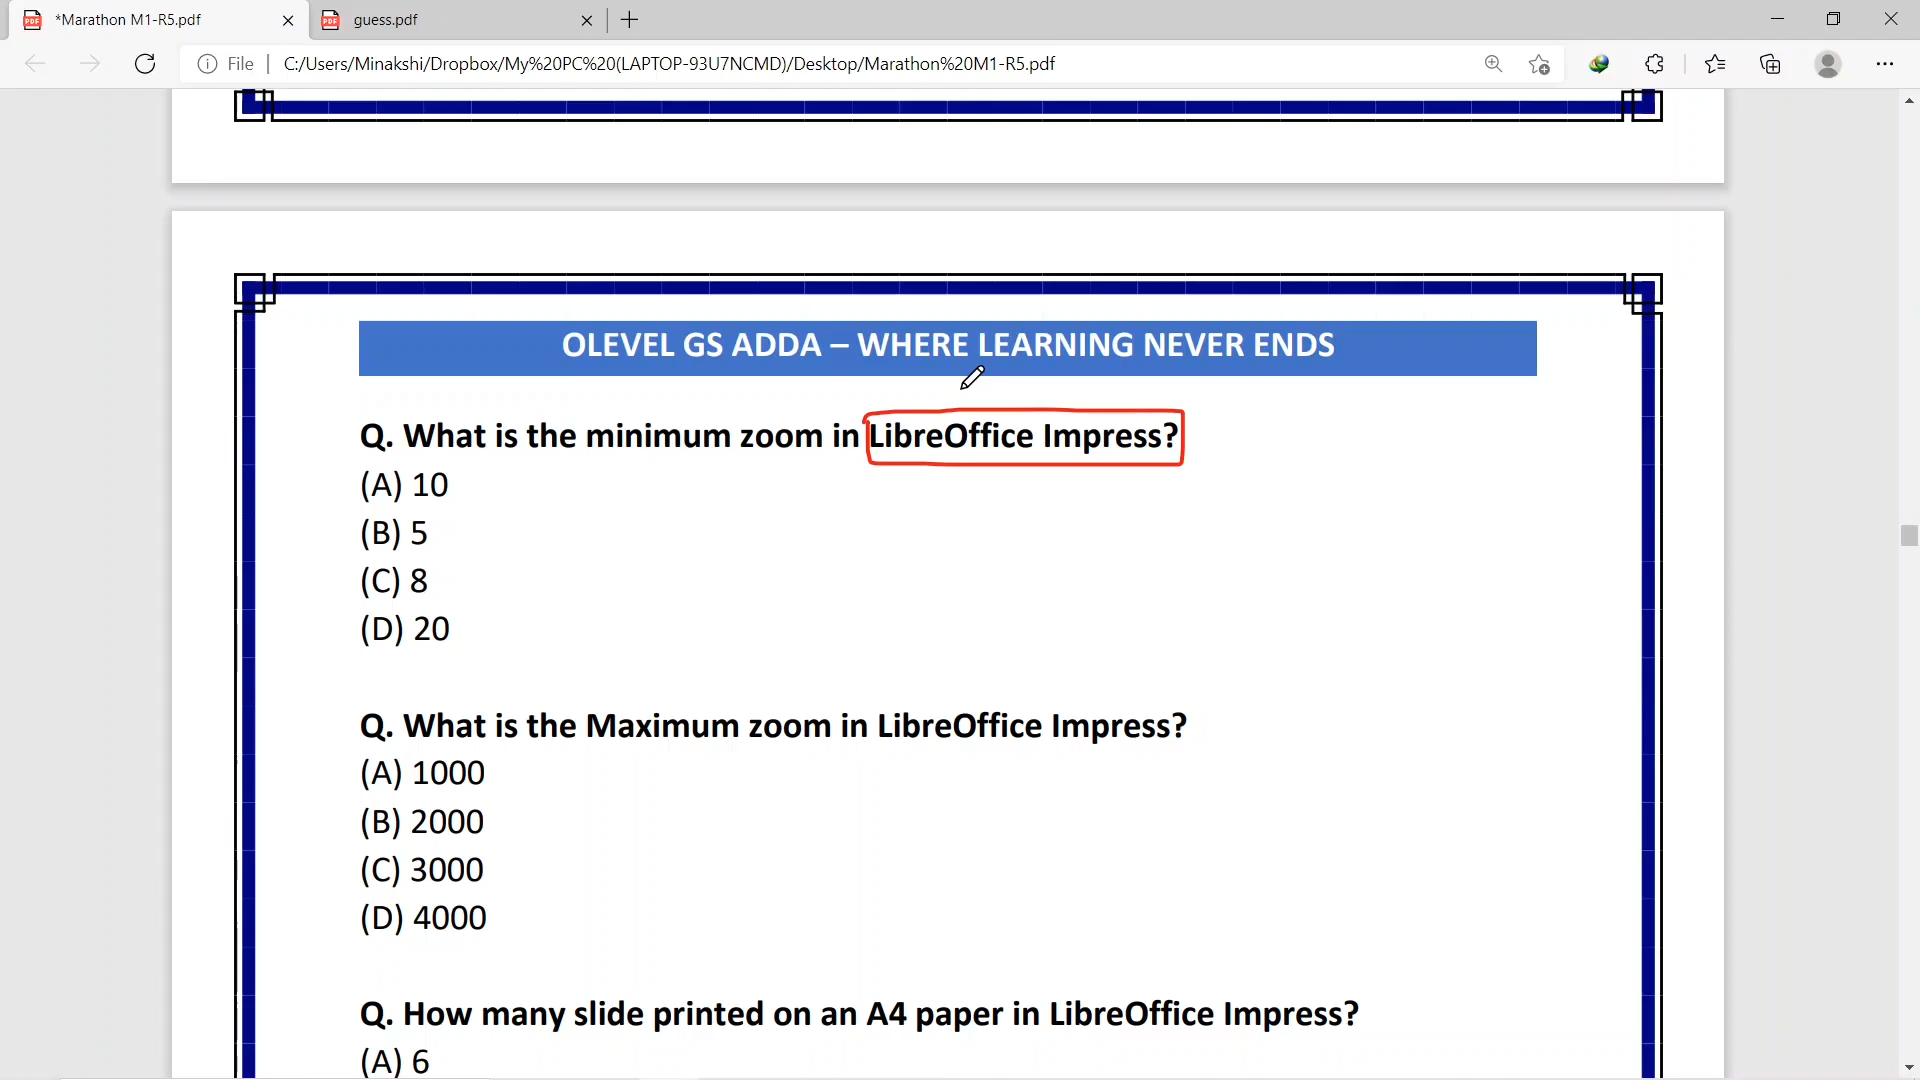 *Marathon M1-R5.pdf
guess.pdf
File
C:/Users/Minakshi/Dropbox/My%20PC%20(LAPTOP-93U7NCMD)/Desktop/Marathon%20M1-R5.pdf
OLEVEL GS ADDA – WHERE LEARNING NEVER ENDS
Q. What is the minimum zoom in LibreOffice Impress?
(A) 10
(B) 5
(C) 8
(D) 20
Q. What is the Maximum zoom in LibreOffice Impress?
(A) 1000
(B) 2000
(C) 3000
(D) 4000
Q. How many slide printed on an A4 paper in LibreOffice Impress?
(A) 6